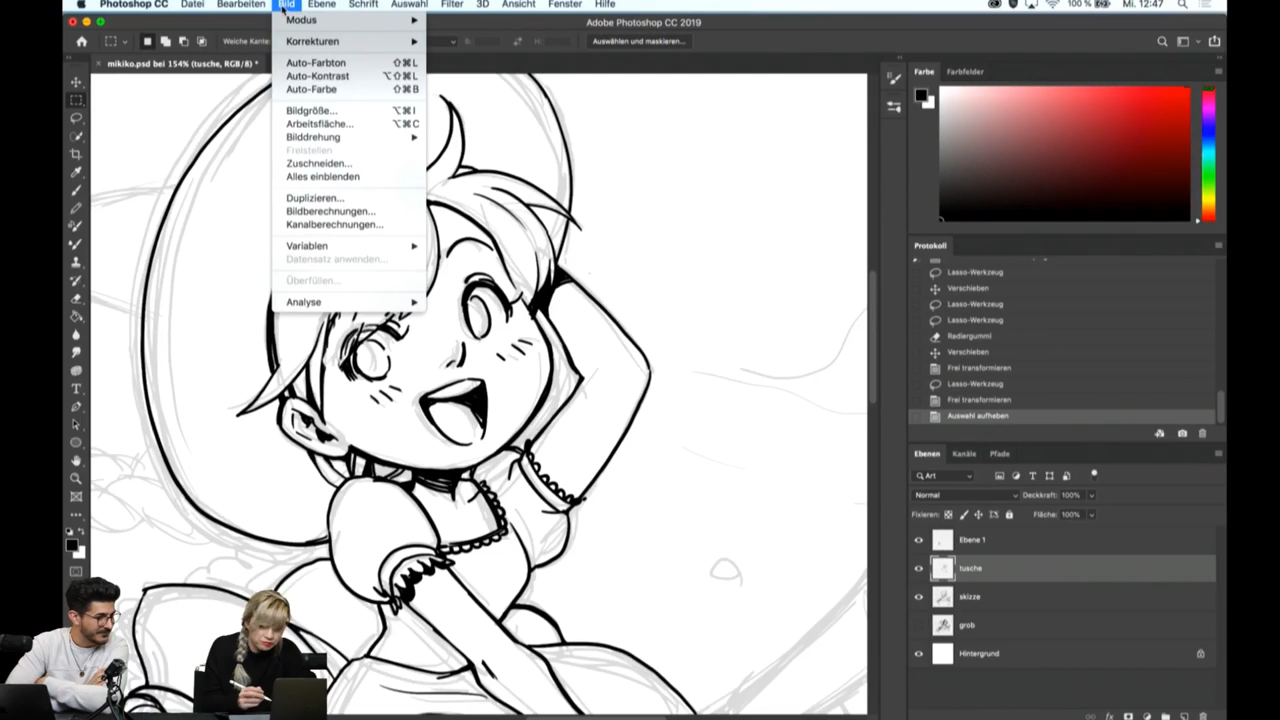 Photoshop CC Datei Bearbeiten Bild Ebene Schrift Auswahl Filter 3D Ansicht Fenster Hilfe 100 % Mi. 12:47
Adobe Photoshop CC 2019
Weiche Kante: Auswählen und maskieren...
mikiko.psd bei 154% (tusche, RGB/8) *
Modus
Korrekturen
Auto-Farbton ⇧⌘L
Auto-Kontrast ⌥⇧⌘L
Auto-Farbe ⇧⌘B
Bildgröße... ⌥⌘I
Arbeitsfläche... ⌥⌘C
Bilddrehung
Freistellen
Zuschneiden...
Alles einblenden
Duplizieren...
Bildberechnungen...
Kanalberechnungen...
Variablen
Datensatz anwenden...
Überfüllen...
Analyse
Farbe Farbfelder
Protokoll
Lasso-Werkzeug
Verschieben
Lasso-Werkzeug
Lasso-Werkzeug
Radiergummi
Verschieben
Frei transformieren
Lasso-Werkzeug
Frei transformieren
Auswahl aufheben
Ebenen Kanäle Pfade
Art
Normal Deckkraft: 100%
Fixieren: Fläche: 100%
Ebene 1
tusche
skizze
grob
Hintergrund
fx